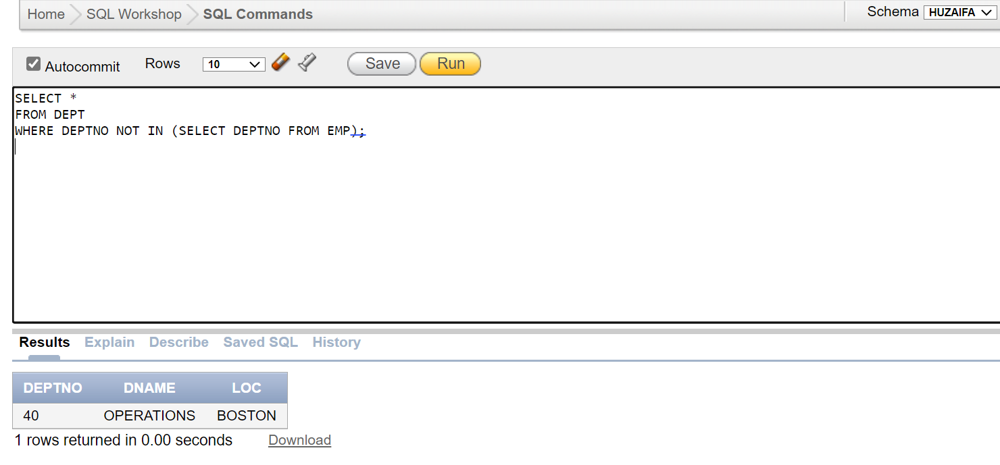 Home SQL Workshop SQL Commands Schema HUZAIFA
Autocommit Rows 10 Save Run
SELECT *
FROM DEPT
WHERE DEPTNO NOT IN (SELECT DEPTNO FROM EMP);
Results Explain Describe Saved SQL History
DEPTNO DNAME LOC
40 OPERATIONS BOSTON
1 rows returned in 0.00 seconds Download